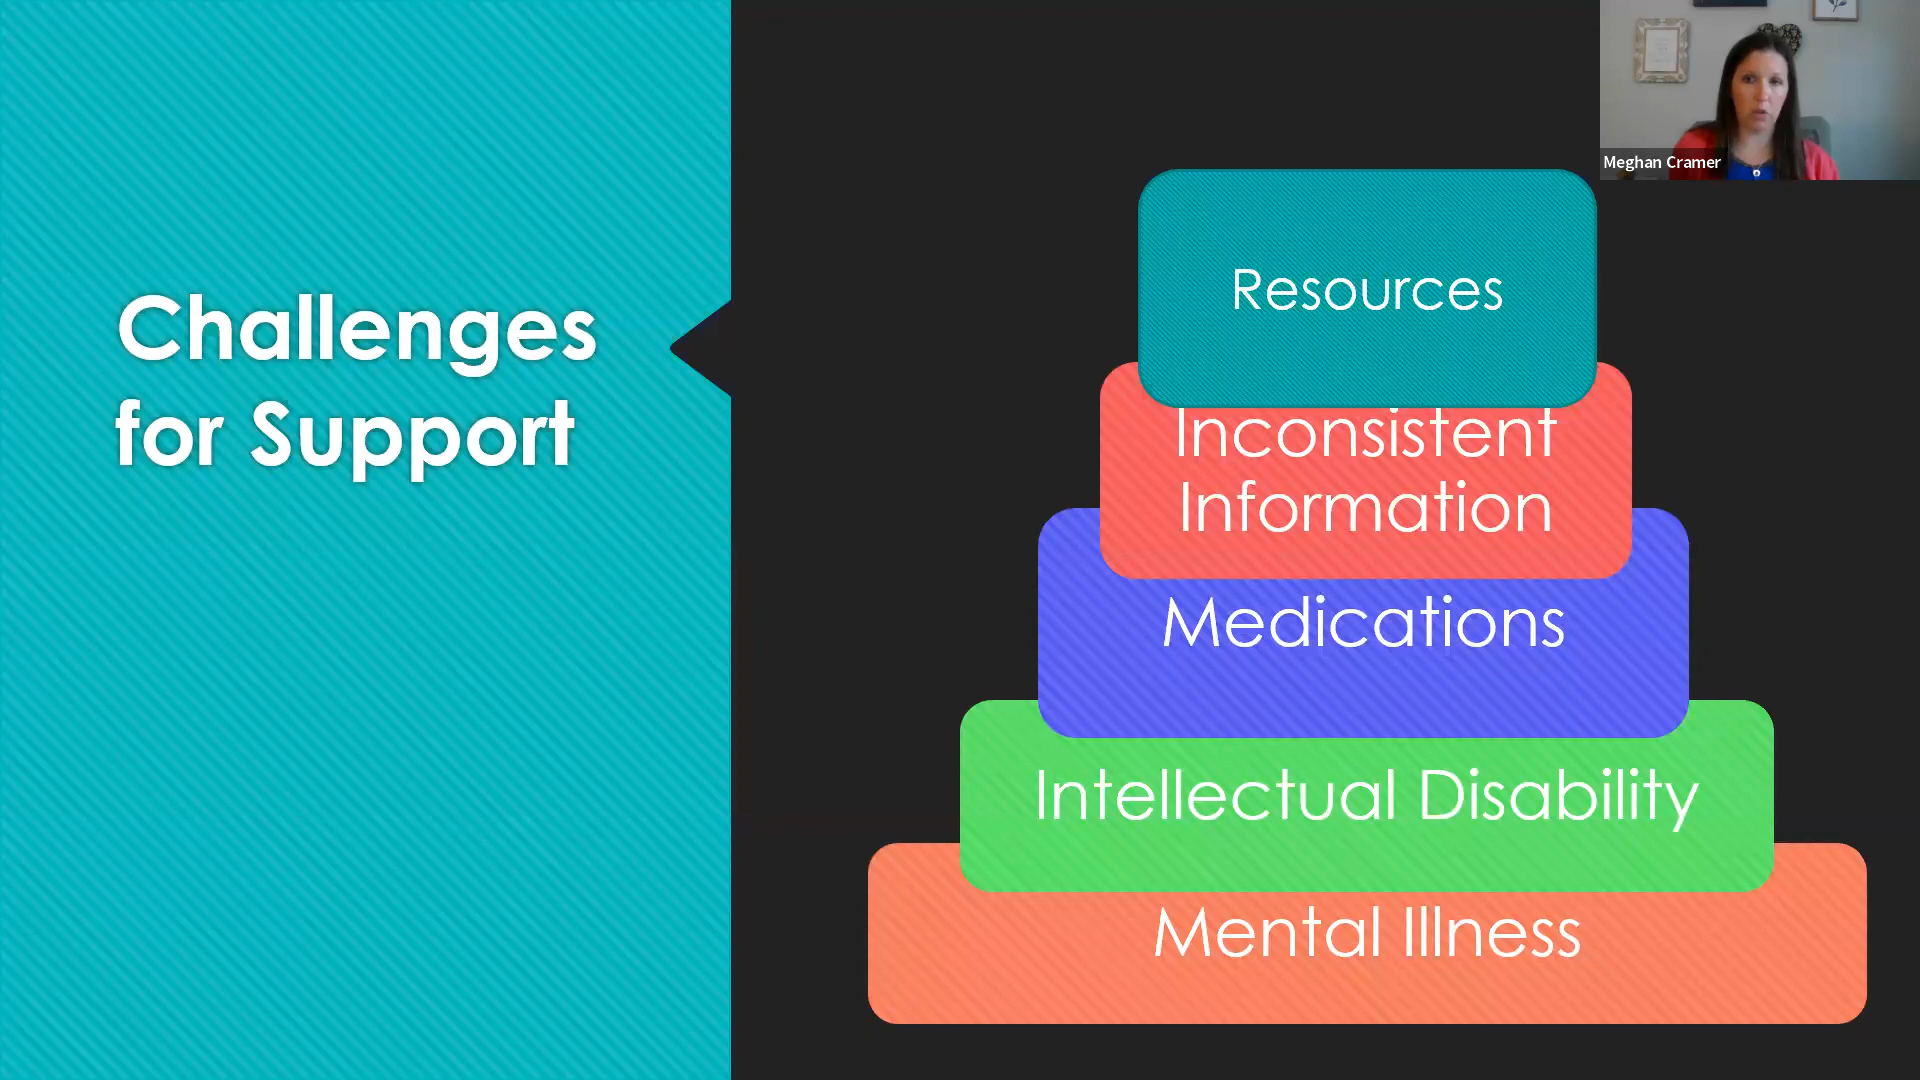 Challenges
for Support
Meghan Cramer
Resources
Inconsistent
Information
Medications
Intellectual Disability
Mental Illness